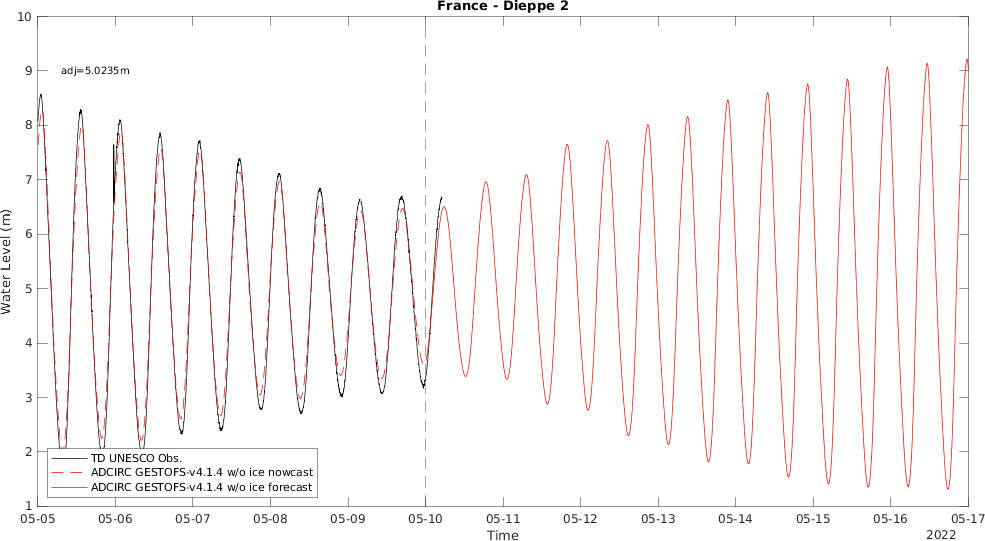 France - Dieppe 2
10
9
8
7
6
5
4
3
2
1
Water Level (m)
adj=5.0235m
TD UNESCO Obs.
ADCIRC GESTOFS-v4.1.4 w/o ice nowcast
ADCIRC GESTOFS-v4.1.4 w/o ice forecast
05-05 05-06 05-07 05-08 05-09 05-10 05-11 05-12 05-13 05-14 05-15 05-16 05-17
Time
2022